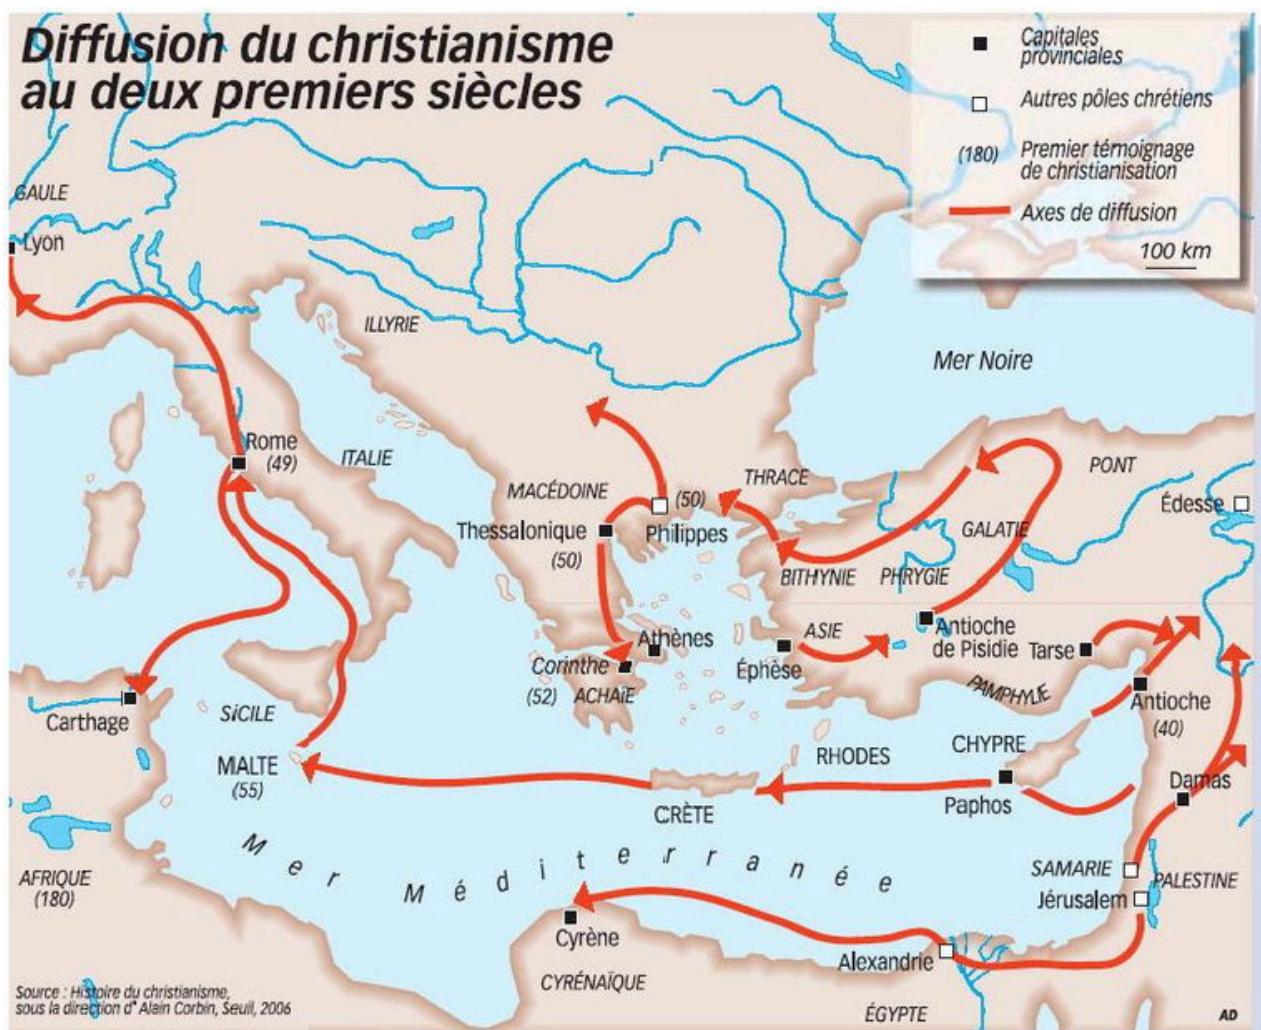 Diffusion du christianisme
au deux premiers siècles
Capitales
provinciales
Autres pôles chrétiens
(180) Premier témoignage
de christianisation
Axes de diffusion
100 km
GAULE
Lyon
ILLYRIE
Mer Noire
Rome
(49)
ITALIE
MACÉDOINE
(50)
THRACE
PONT
Édesse
Thessalonique
(50)
Philippes
GALATIE
BITHYNIE
PHRYGIE
Athènes
ASIE
Antioche
de Pisidie
Tarse
Corinthe
(52)
ACHAÏE
Éphèse
PAMPHYLIE
Antioche
(40)
Carthage
SICILE
MALTE
(55)
RHODES
CHYPRE
Paphos
Damas
CRÈTE
Mer Méditerranée
AFRIQUE
(180)
SAMARIE
PALESTINE
Jérusalem
Cyrène
Alexandrie
CYRÉNAÏQUE
ÉGYPTE
Source : Histoire du christianisme,
sous la direction d' Alain Corbin, Seuil, 2006
AD